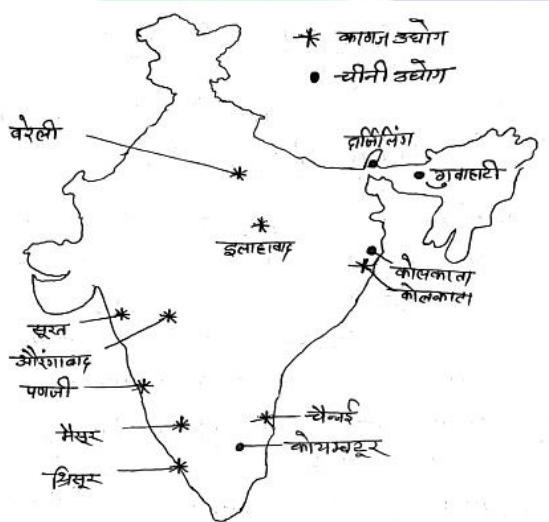 कागज उद्योग
चीनी उद्योग
बरेली
दार्जिलिंग
गुवाहाटी
इलाहाबाद
कोलकाता
कोलकाता
सूरत
औरंगाबाद
पणजी
चैन्नई
मैसूर
कोयम्बटूर
थ्रिसूर